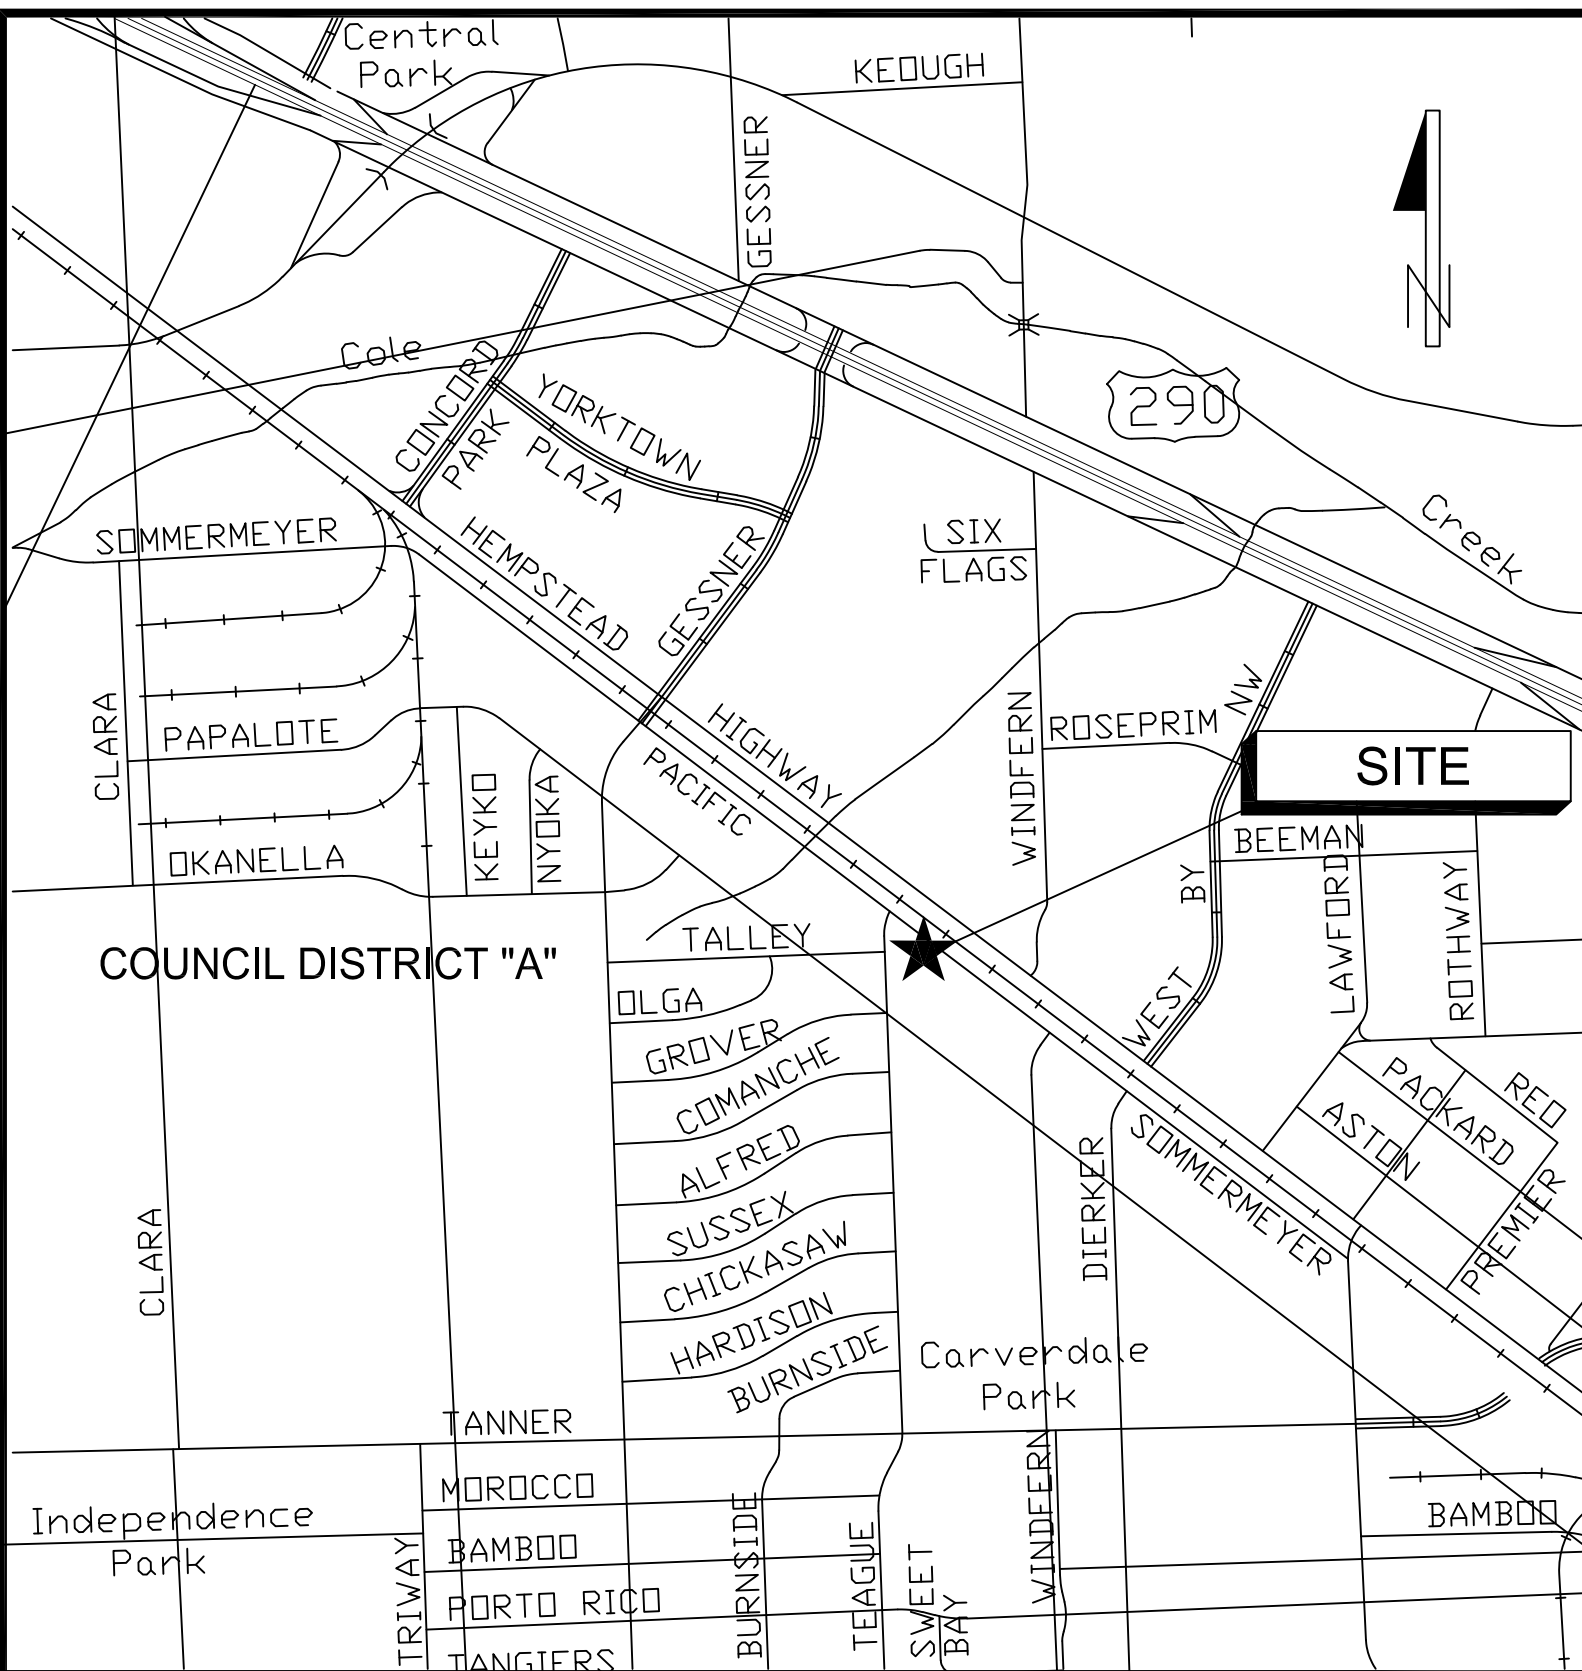 Central
Park
KEOUGH
GESSNER
N
Cole
290
CONCORD
PARK
YORKTOWN
PLAZA
Creek
SOMMERMEYER
HEMPSTEAD
GESSNER
SIX
FLAGS
CLARA
PAPALOTE
HIGHWAY
PACIFIC
WINDFERN
ROSEPRIM
NW
SITE
OKANELLA
KEYKO
NYOKA
BEEMAN
BY
LAWFORD
ROTHWAY
COUNCIL DISTRICT "A"
TALLEY
OLGA
WEST
GROVER
COMANCHE
PACKARD
RED
ASTON
ALFRED
DIERKER
SOMMERMEYER
PREMIER
CLARA
SUSSEX
CHICKASAW
HARDISON
BURNSIDE
Carverdale
Park
TANNER
MOROCCO
WINDFERN
BAMBOO
Independence
Park
TRIWAY
BAMBOO
PORTO RICO
TANGIERS
BURNSIDE
TEAGUE
SWEET
BAY